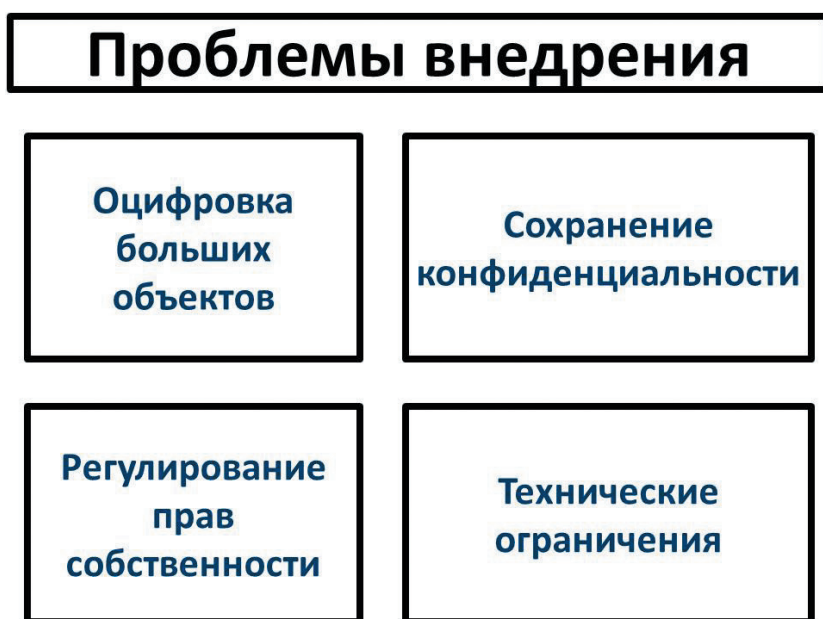 Проблемы внедрения
Оцифровка
больших
объектов
Сохранение
конфиденциальности
Регулирование
прав
собственности
Технические
ограничения